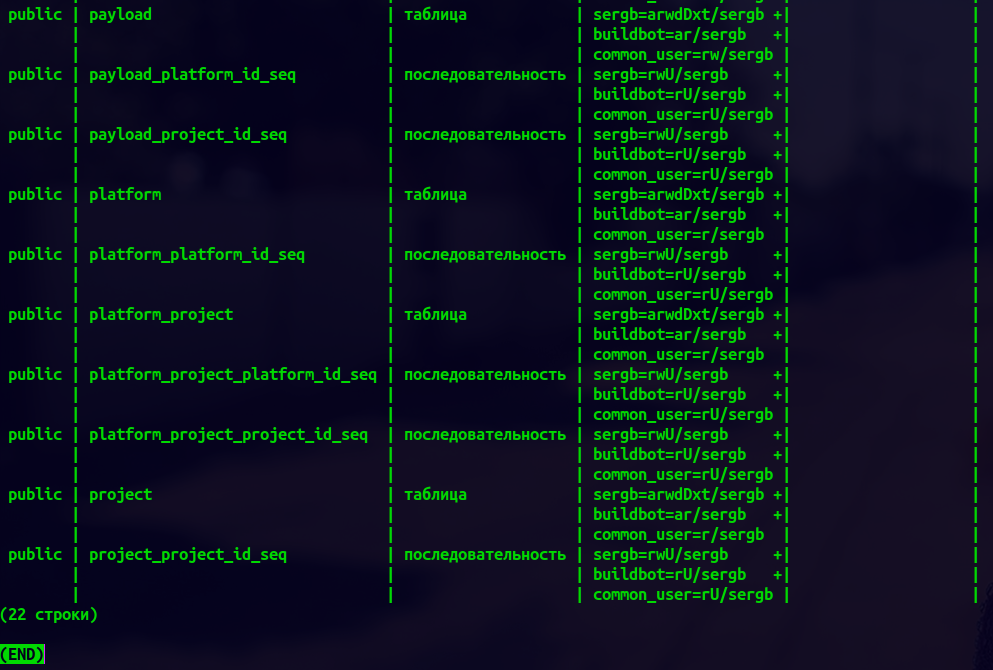 public | payload | таблица | sergb=arwdDxt/sergb +| |
| | | buildbot=ar/sergb +| |
| | | common_user=rw/sergb | |
public | payload_platform_id_seq | последовательность | sergb=rwU/sergb +| |
| | | buildbot=rU/sergb +| |
| | | common_user=rU/sergb | |
public | payload_project_id_seq | последовательность | sergb=rwU/sergb +| |
| | | buildbot=rU/sergb +| |
| | | common_user=rU/sergb | |
public | platform | таблица | sergb=arwdDxt/sergb +| |
| | | buildbot=ar/sergb +| |
| | | common_user=r/sergb | |
public | platform_platform_id_seq | последовательность | sergb=rwU/sergb +| |
| | | buildbot=rU/sergb +| |
| | | common_user=rU/sergb | |
public | platform_project | таблица | sergb=arwdDxt/sergb +| |
| | | buildbot=ar/sergb +| |
| | | common_user=r/sergb | |
public | platform_project_platform_id_seq | последовательность | sergb=rwU/sergb +| |
| | | buildbot=rU/sergb +| |
| | | common_user=rU/sergb | |
public | platform_project_project_id_seq | последовательность | sergb=rwU/sergb +| |
| | | buildbot=rU/sergb +| |
| | | common_user=rU/sergb | |
public | project | таблица | sergb=arwdDxt/sergb +| |
| | | buildbot=ar/sergb +| |
| | | common_user=r/sergb | |
public | project_project_id_seq | последовательность | sergb=rwU/sergb +| |
| | | buildbot=rU/sergb +| |
| | | common_user=rU/sergb | |
(22 строки)
(END)